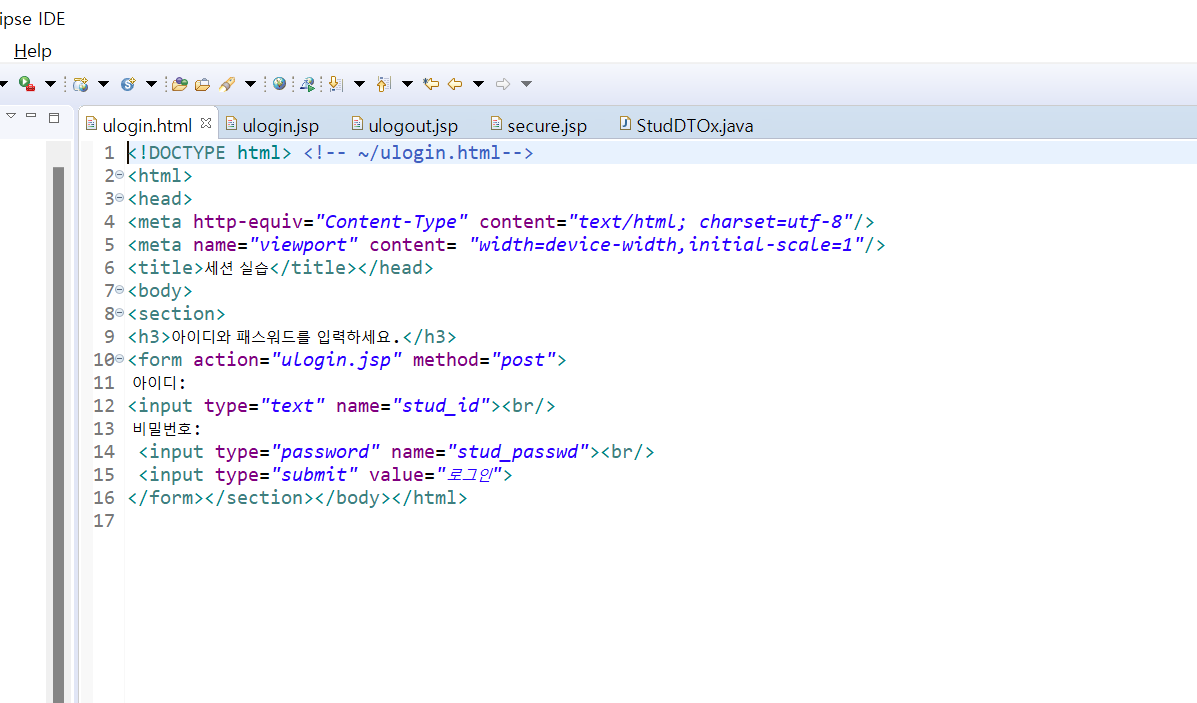 ipse IDE
Help
ulogin.html ulogin.jsp ulogout.jsp secure.jsp StudDTOx.java
1 <!DOCTYPE html> <!-- ~/ulogin.html-->
2 <html>
3 <head>
4 <meta http-equiv="Content-Type" content="text/html; charset=utf-8"/>
5 <meta name="viewport" content= "width=device-width,initial-scale=1"/>
6 <title>세션 실습</title></head>
7 <body>
8 <section>
9 <h3>아이디와 패스워드를 입력하세요.</h3>
10 <form action="ulogin.jsp" method="post">
11 아이디:
12 <input type="text" name="stud_id"><br/>
13 비밀번호:
14 <input type="password" name="stud_passwd"><br/>
15 <input type="submit" value="로그인">
16 </form></section></body></html>
17